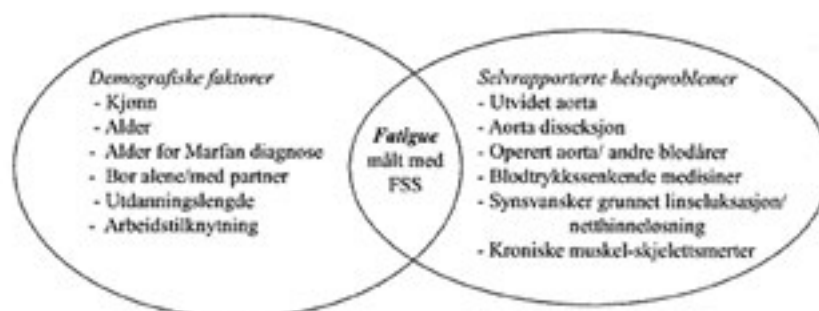 Demografiske faktorer
- Kjønn
- Alder
- Alder for Marfan diagnose
- Bor alene/med partner
- Utdanningslengde
- Arbeidstilknytning
Fatigue
målt med
FSS
Selvrapporterte helseproblemer
- Utvidet aorta
- Aorta disseksjon
- Operert aorta/ andre blodårer
- Blodtrykkssenkende medisiner
- Synsvansker grunnet linseluksasjon/
netthinneløsning
- Kroniske muskel-skjelettsmerter